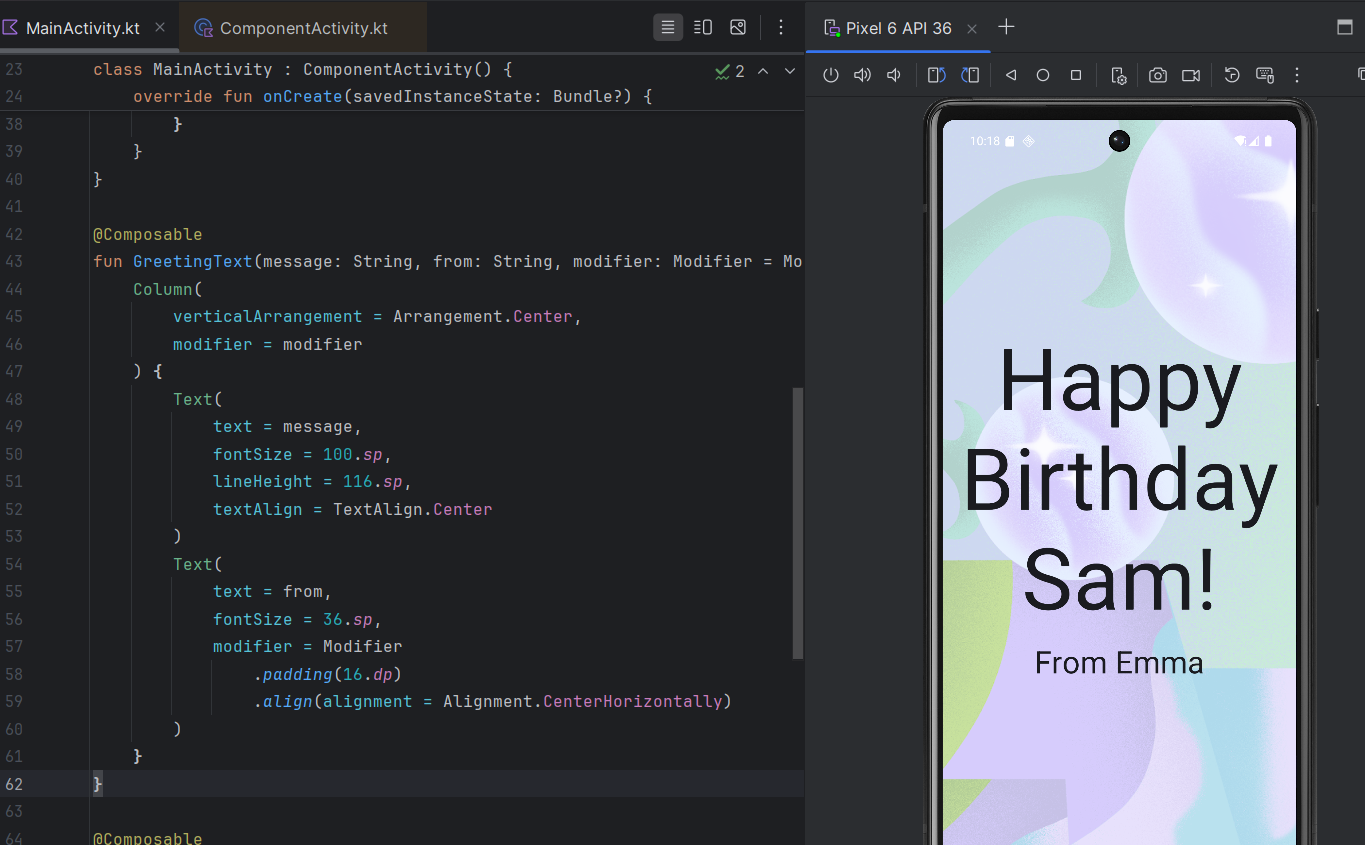 MainActivity.kt
ComponentActivity.kt
Pixel 6 API 36
23 class MainActivity : ComponentActivity() {
2
24 override fun onCreate(savedInstanceState: Bundle?) {
38 }
39 }
40 }
41
42 @Composable
43 fun GreetingText(message: String, from: String, modifier: Modifier = Mo
44 Column(
45 verticalArrangement = Arrangement.Center,
46 modifier = modifier
47 ) {
48 Text(
49 text = message,
50 fontSize = 100.sp,
51 lineHeight = 116.sp,
52 textAlign = TextAlign.Center
53 )
54 Text(
55 text = from,
56 fontSize = 36.sp,
57 modifier = Modifier
58 .padding(16.dp)
59 .align(alignment = Alignment.CenterHorizontally)
60 )
61 }
62 }
63
64 @Composable
10:18
Happy
Birthday
Sam!
From Emma